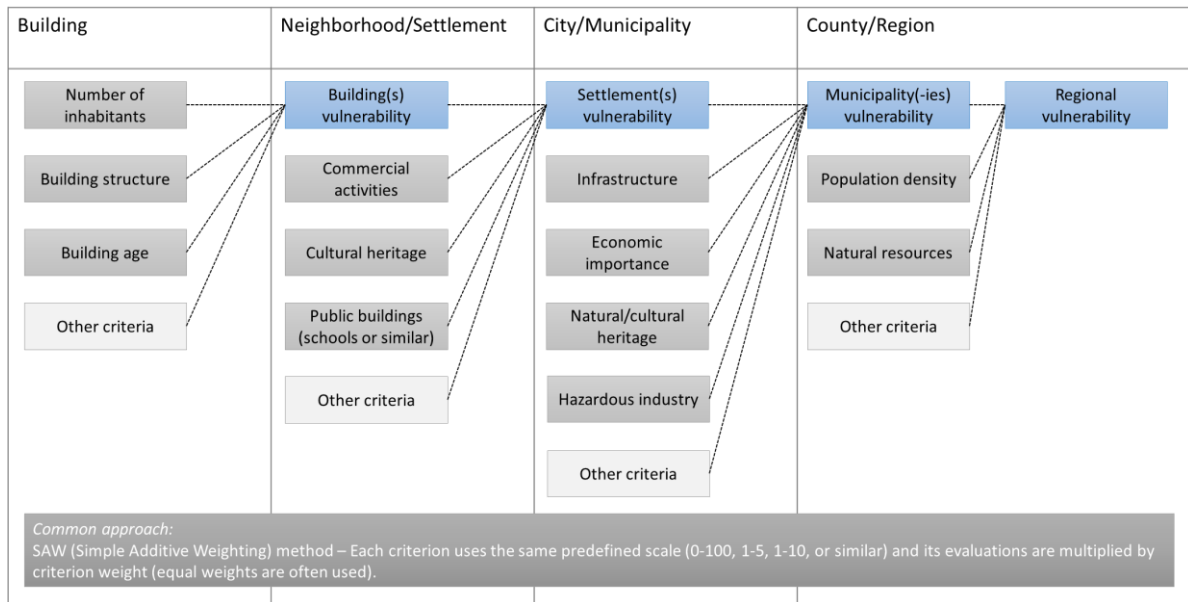 Building
Neighborhood/Settlement
City/Municipality
County/Region
Number of
inhabitants
Building structure
Building age
Other criteria
Building(s)
vulnerability
Commercial
activities
Cultural heritage
Public buildings
(schools or similar)
Other criteria
Settlement(s)
vulnerability
Infrastructure
Economic
importance
Natural/cultural
heritage
Hazardous industry
Other criteria
Municipality(-ies)
vulnerability
Population density
Natural resources
Other criteria
Regional
vulnerability
Common approach:
SAW (Simple Additive Weighting) method – Each criterion uses the same predefined scale (0-100, 1-5, 1-10, or similar) and its evaluations are multiplied by
criterion weight (equal weights are often used).